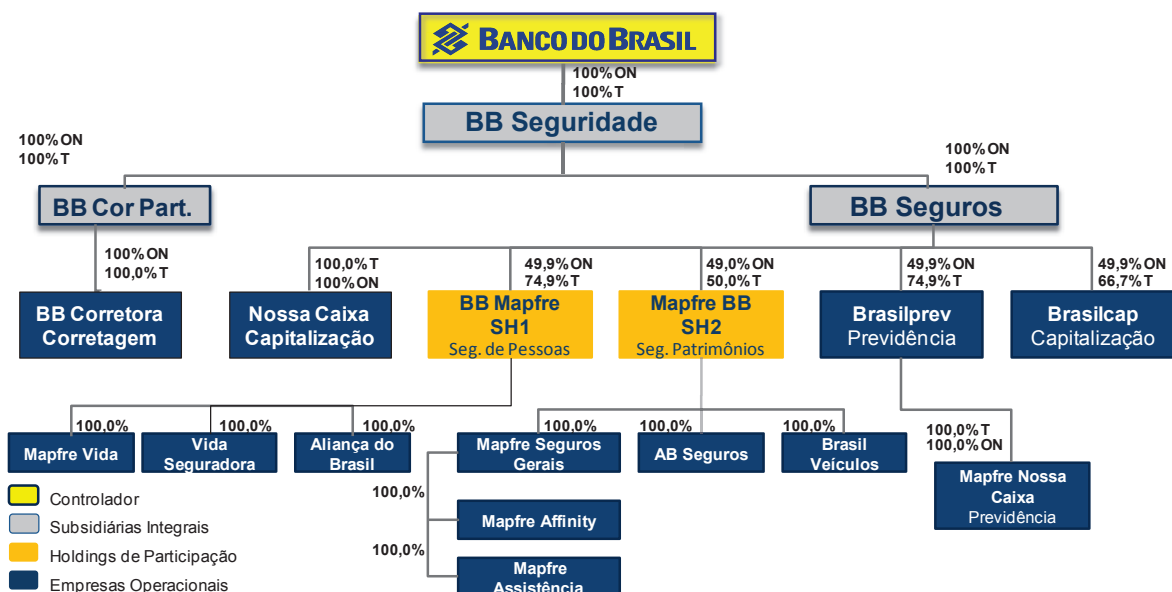 BANCO DO BRASIL
100% ON
100% T
BB Seguridade
100% ON
100% T
100% ON
100% T
BB Cor Part.
BB Seguros
100% ON
100,0% T
100,0% T
100% ON
49,9% ON
74,9% T
49,0% ON
50,0% T
49,9% ON
74,9% T
49,9% ON
66,7% T
BB Corretora
Corretagem
Nossa Caixa
Capitalização
BB Mapfre
SH1
Seg. de Pessoas
Mapfre BB
SH2
Seg. Patrimônios
Brasilprev
Previdência
Brasilcap
Capitalização
100,0%
100,0%
100,0%
100,0%
100,0%
100,0%
100,0% T
100,0% ON
Mapfre Vida
Vida
Seguradora
Aliança do
Brasil
Mapfre Seguros
Gerais
AB Seguros
Brasil
Veículos
Mapfre Nossa
Caixa
Previdência
100,0%
Mapfre Affinity
100,0%
Mapfre
Assistência
Controlador
Subsidiárias Integrais
Holdings de Participação
Empresas Operacionais